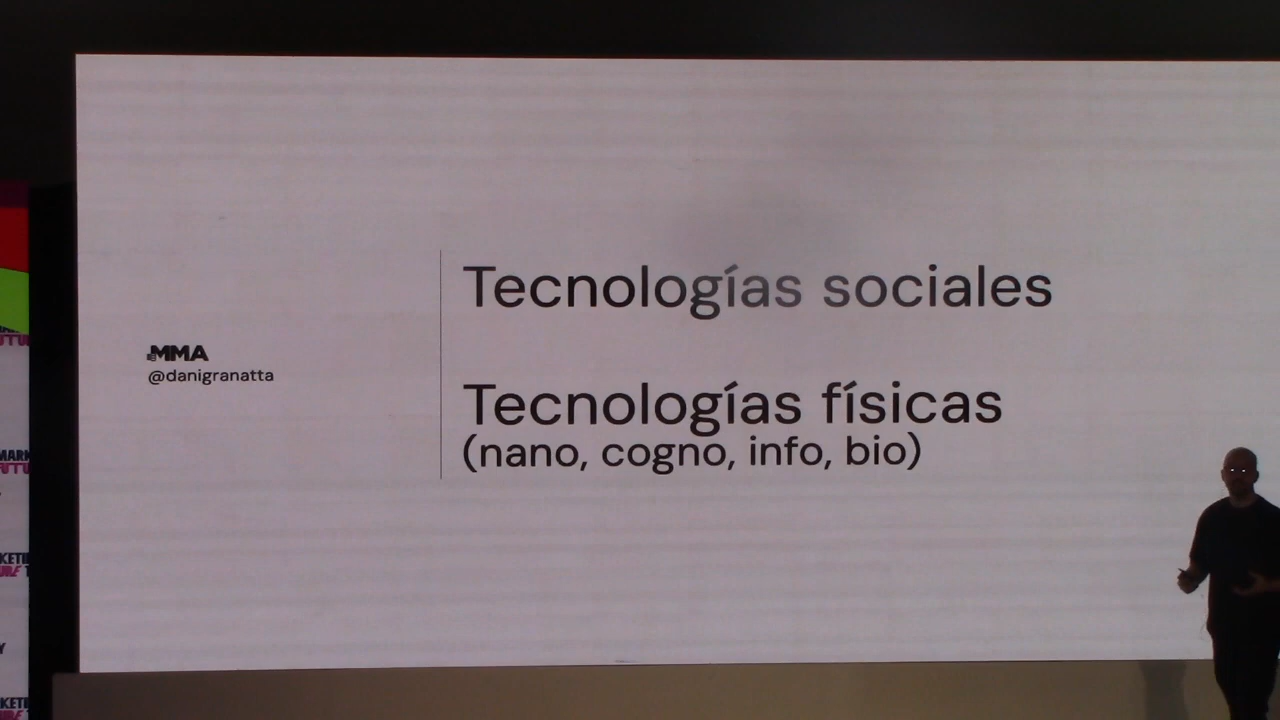 Tecnologías sociales
MMA
@danigranatta
Tecnologías físicas
(nano, cogno, info, bio)